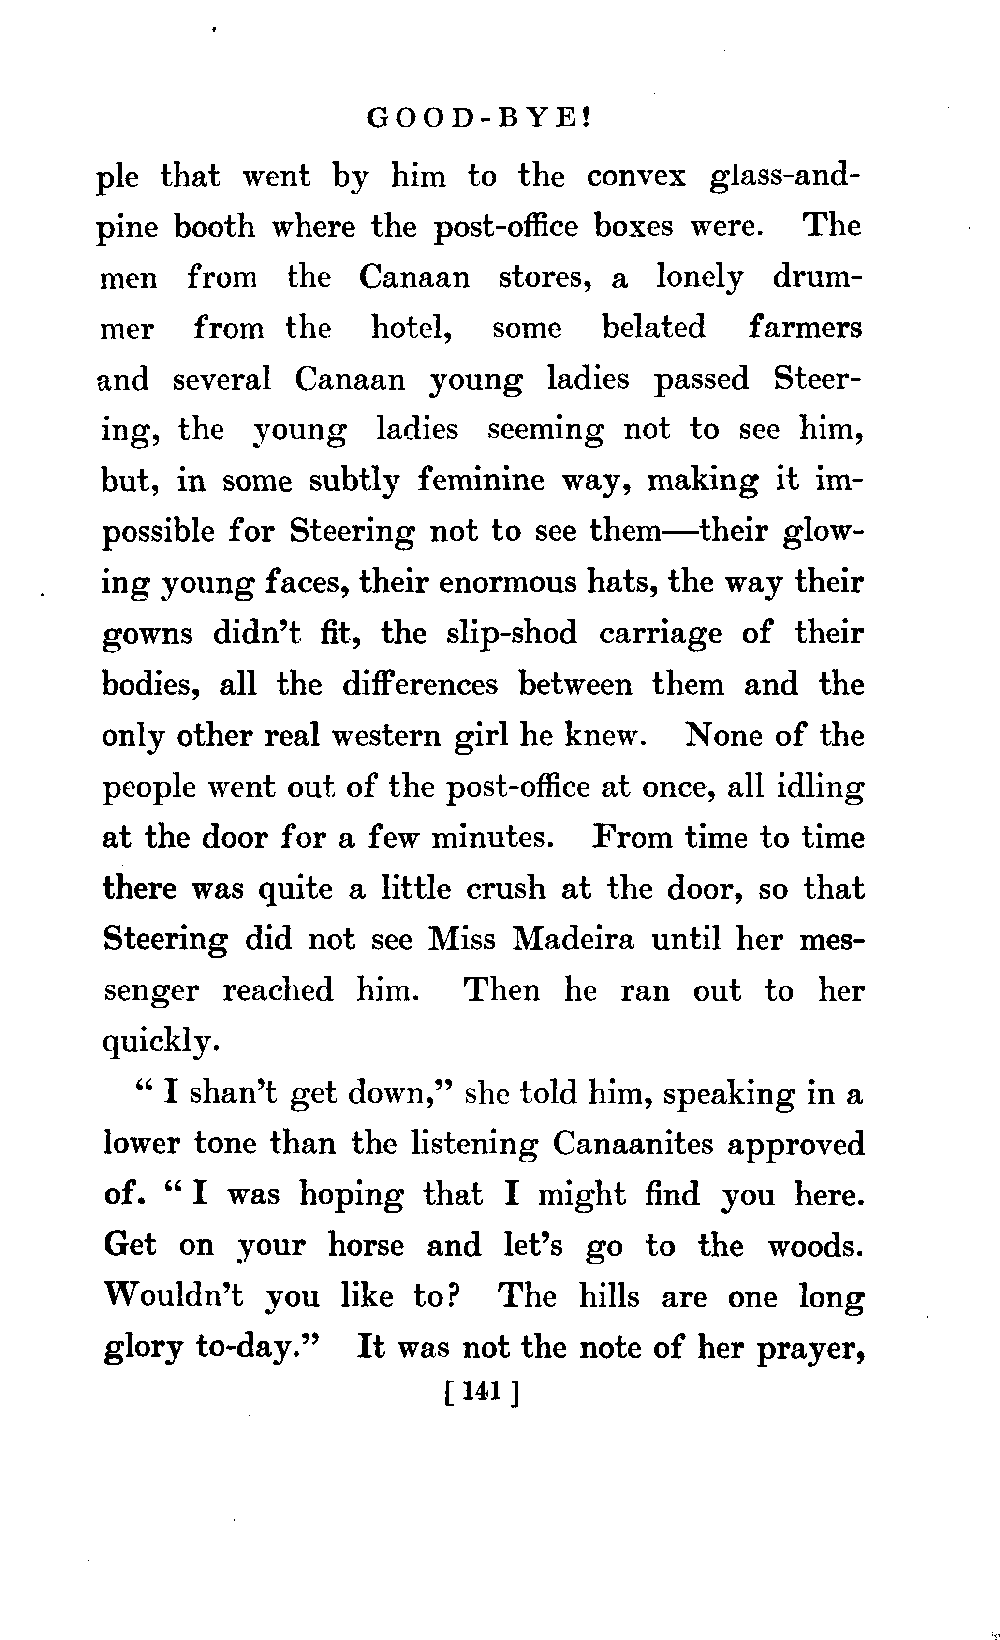 GOOD-BYE!
ple that went by him to the convex glass-and-
pine booth where the post-office boxes were. The
men from the Canaan stores, a lonely drum-
mer from the hotel, some belated farmers
and several Canaan young ladies passed Steer-
ing, the young ladies seeming not to see him,
but, in some subtly feminine way, making it im-
possible for Steering not to see them—their glow-
ing young faces, their enormous hats, the way their
gowns didn't fit, the slip-shod carriage of their
bodies, all the differences between them and the
only other real western girl he knew. None of the
people went out of the post-office at once, all idling
at the door for a few minutes. From time to time
there was quite a little crush at the door, so that
Steering did not see Miss Madeira until her mes-
senger reached him. Then he ran out to her
quickly.
" I shan't get down," she told him, speaking in a
lower tone than the listening Canaanites approved
of. " I was hoping that I might find you here.
Get on your horse and let's go to the woods.
Wouldn't you like to? The hills are one long
glory to-day." It was not the note of her prayer,
[ 141 ]